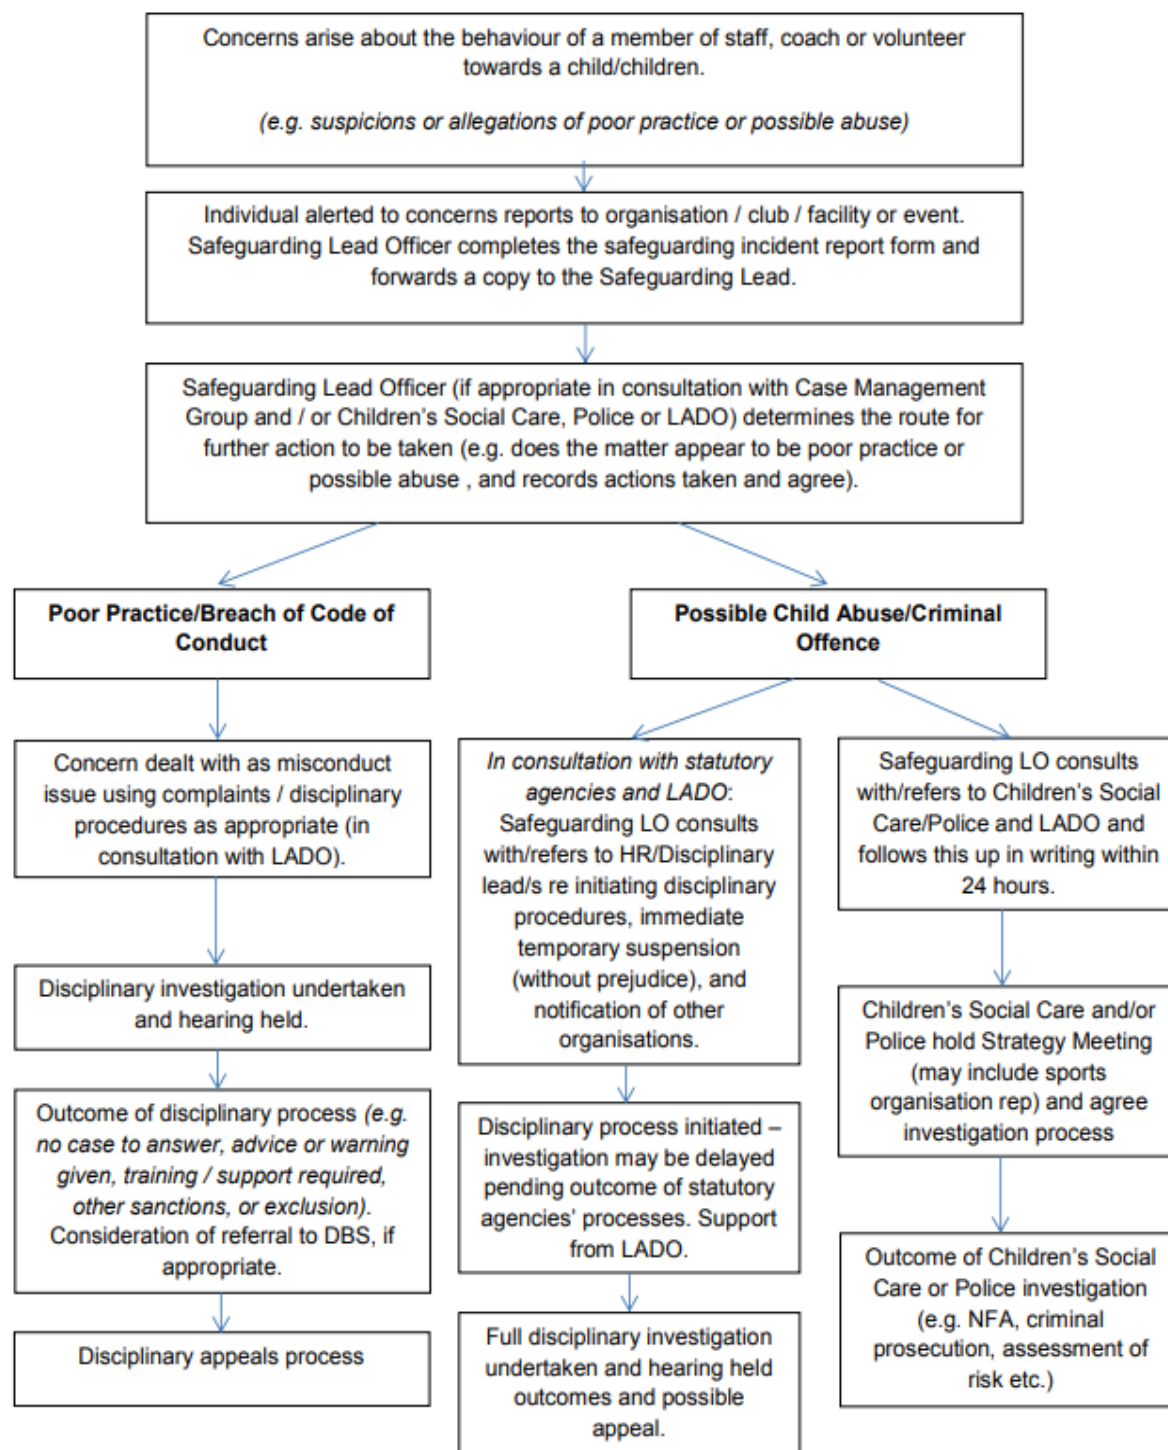 Concerns arise about the behaviour of a member of staff, coach or volunteer
towards a child/children.
(e.g. suspicions or allegations of poor practice or possible abuse)
Individual alerted to concerns reports to organisation / club / facility or event.
Safeguarding Lead Officer completes the safeguarding incident report form and
forwards a copy to the Safeguarding Lead.
Safeguarding Lead Officer (if appropriate in consultation with Case Management
Group and / or Children's Social Care, Police or LADO) determines the route for
further action to be taken (e.g. does the matter appear to be poor practice or
possible abuse , and records actions taken and agree).
Poor Practice/Breach of Code of
Conduct
Possible Child Abuse/Criminal
Offence
Concern dealt with as misconduct
issue using complaints / disciplinary
procedures as appropriate (in
consultation with LADO).
Disciplinary investigation undertaken
and hearing held.
Outcome of disciplinary process (e.g.
no case to answer, advice or warning
given, training / support required,
other sanctions, or exclusion).
Consideration of referral to DBS, if
appropriate.
Disciplinary appeals process
In consultation with statutory
agencies and LADO:
Safeguarding LO consults
with/refers to HR/Disciplinary
lead/s re initiating disciplinary
procedures, immediate
temporary suspension
(without prejudice), and
notification of other
organisations.
Disciplinary process initiated –
investigation may be delayed
pending outcome of statutory
agencies' processes. Support
from LADO.
Full disciplinary investigation
undertaken and hearing held
outcomes and possible
appeal.
Safeguarding LO consults
with/refers to Children's Social
Care/Police and LADO and
follows this up in writing within
24 hours.
Children's Social Care and/or
Police hold Strategy Meeting
(may include sports
organisation rep) and agree
investigation process
Outcome of Children's Social
Care or Police investigation
(e.g. NFA, criminal
prosecution, assessment of
risk etc.)